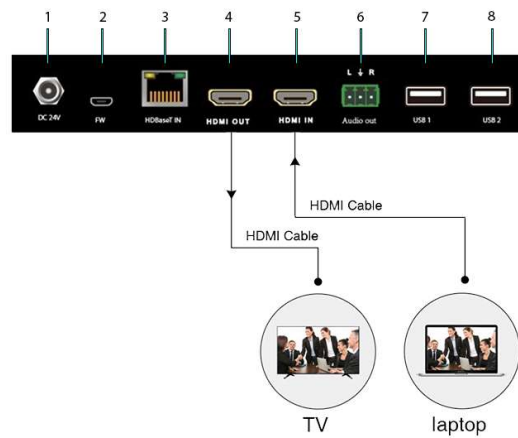 1 2 3 4 5 6 7 8
L R
DC 24V FW HDBaseT IN HDMI OUT HDMI IN Audio out USB 1 USB 2
HDMI Cable
HDMI Cable
TV laptop